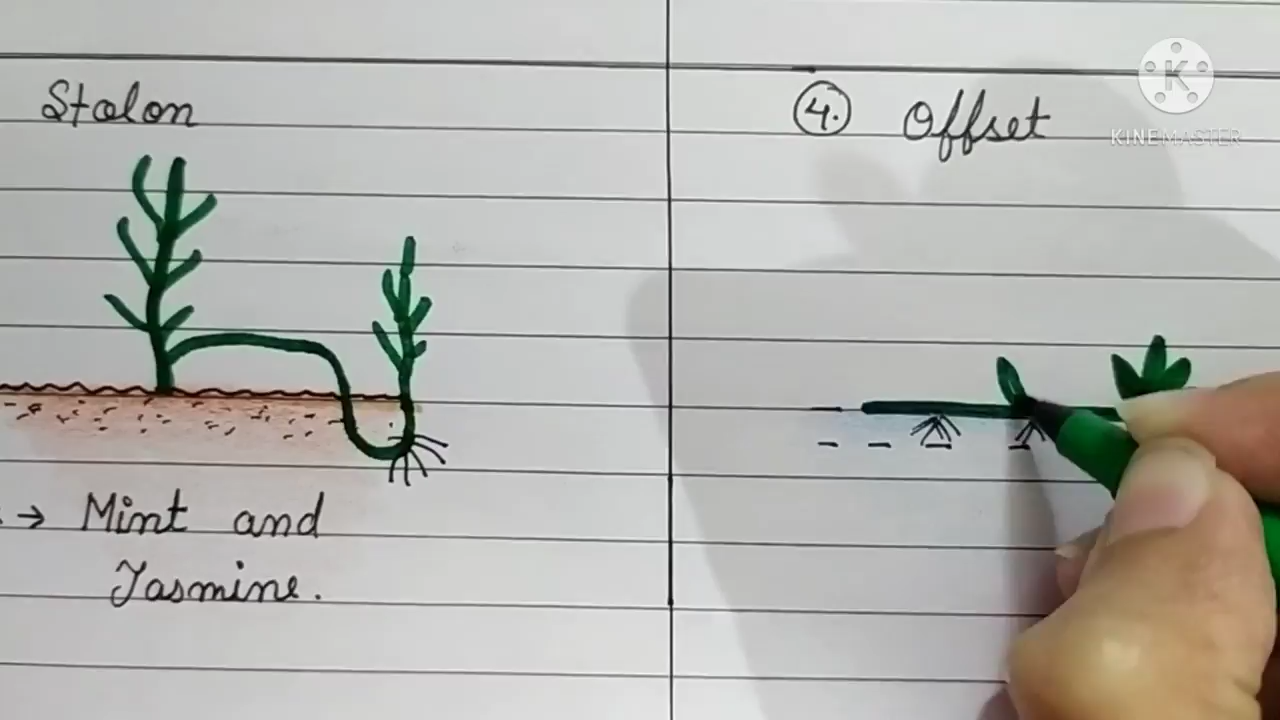 Stolon
→ Mint and
Jasmine.
4. Offset
K
KINEMASTER